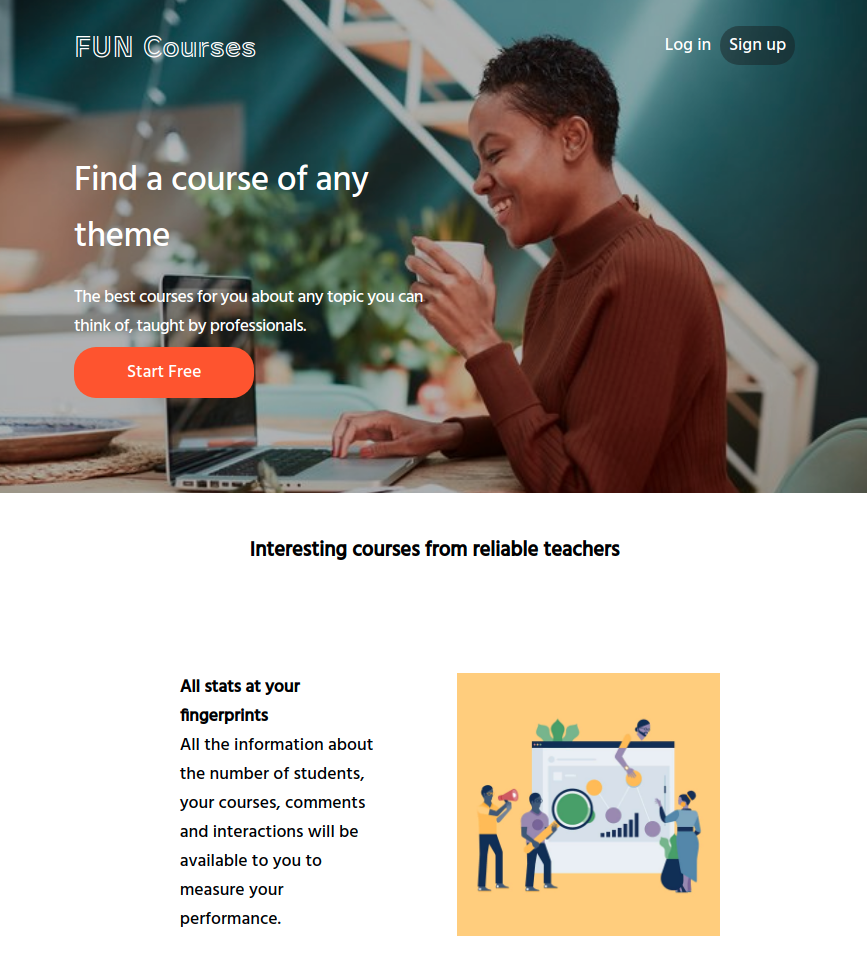 FUN Courses
Log in
Sign up
Find a course of any
theme
The best courses for you about any topic you can
think of, taught by professionals.
Start Free
Interesting courses from reliable teachers
All stats at your
fingerprints
All the information about
the number of students,
your courses, comments
and interactions will be
available to you to
measure your
performance.